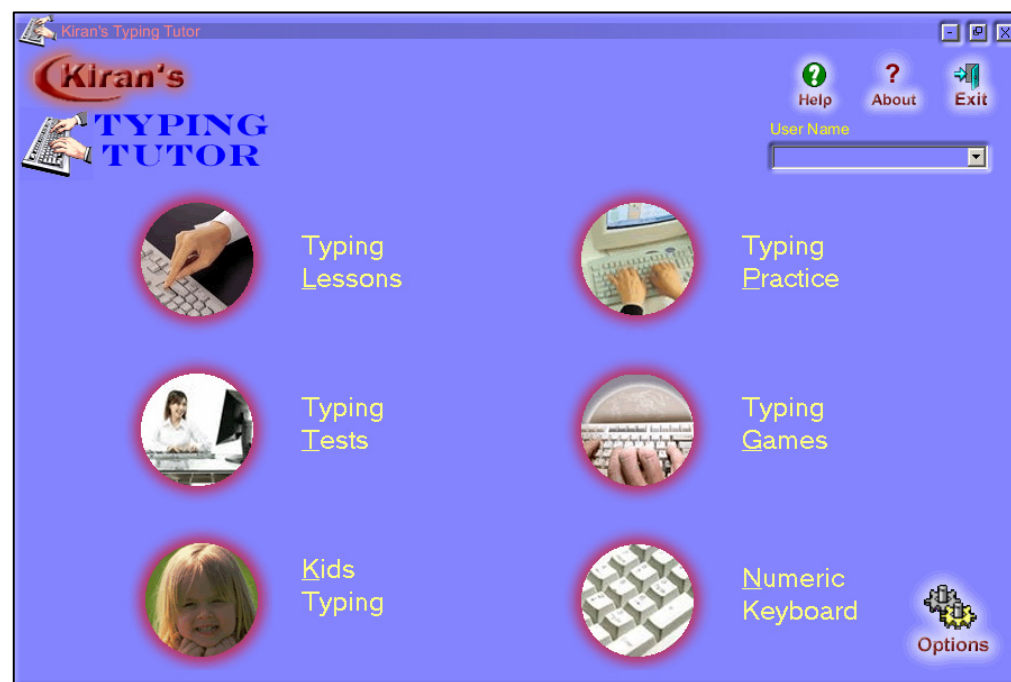 Kiran's Typing Tutor
Kiran's
TYPING
TUTOR
Help
About
Exit
User Name
Typing
Lessons
Typing
Practice
Typing
Tests
Typing
Games
Kids
Typing
Numeric
Keyboard
Options